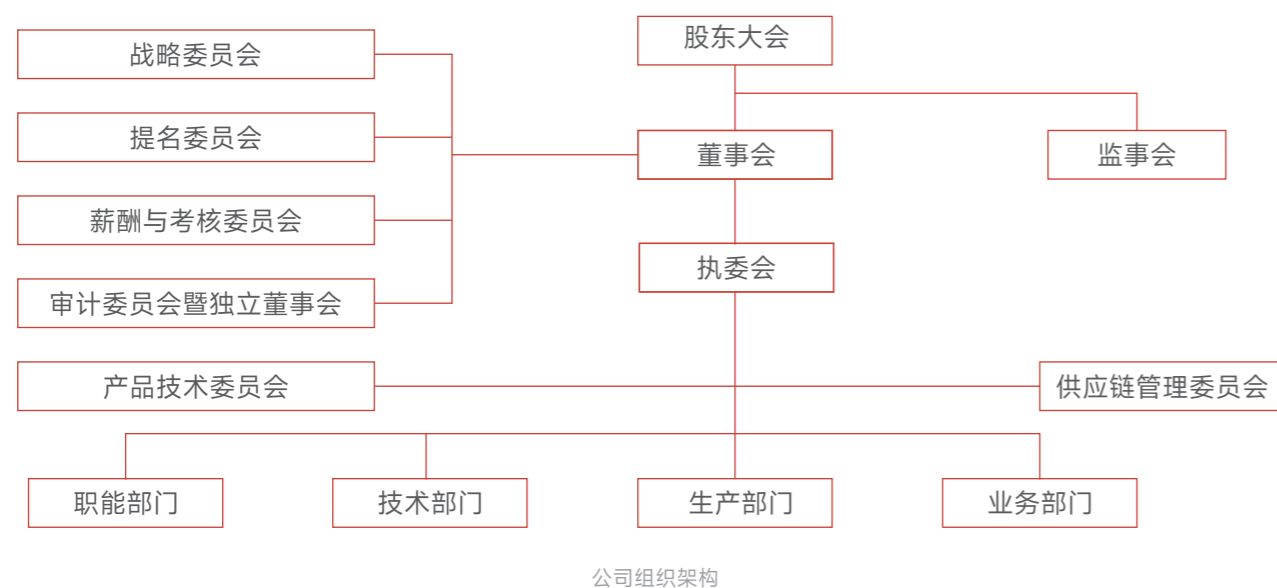 股东大会
战略委员会
提名委员会
董事会
监事会
薪酬与考核委员会
执委会
审计委员会暨独立董事会
产品技术委员会
供应链管理委员会
职能部门
技术部门
生产部门
业务部门
公司组织架构